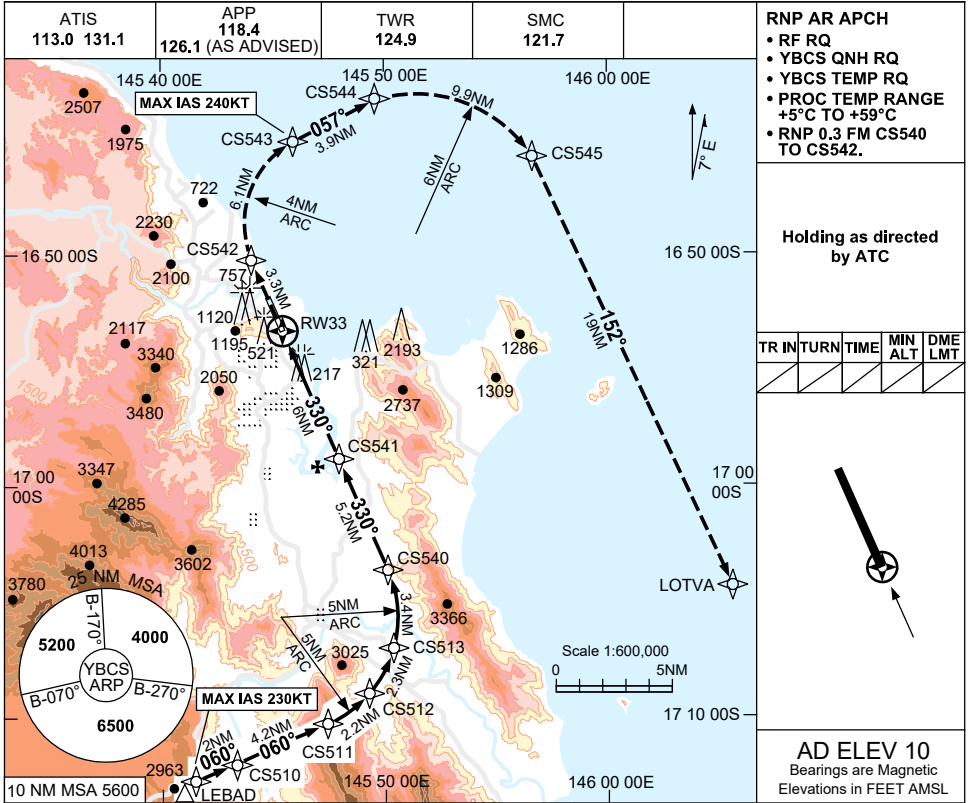 ATIS
113.0 131.1
APP
118.4
126.1 (AS ADVISED)
TWR
124.9
SMC
121.7
RNP AR APCH
• RF RQ
• YBCS QNH RQ
• YBCS TEMP RQ
• PROC TEMP RANGE
+5°C TO +59°C
• RNP 0.3 FM CS540
TO CS542.
Holding as directed
by ATC
TR IN TURN TIME MIN ALT DME LMT
145 40 00E
145 50 00E
146 00 00E
2507
MAX IAS 240KT
CS544
9.9NM
1975
CS543
057°
3.9NM
CS545
7° E
6NM
ARC
722
6.1NM
4NM
ARC
2230
16 50 00S
CS542
16 50 00S
2100
757
3.3NM
1120
RW33
2117
1195
521
321
2193
1286
3340
217
2050
2737
1309
152°
19NM
3480
1500
330°
6NM
CS541
17 00
00S
3347
17 00
00S
4285
330°
5.2NM
4013
3602
1500
CS540
25 NM MSA
3780
LOTVA
B-170°
5NM
ARC
3.4NM
3366
5200
4000
5NM
ARC
CS513
YBCS
ARP
3025
Scale 1:600,000
0 5NM
B-070°
B-270°
MAX IAS 230KT
2.3NM
CS512
6500
2NM
060°
4.2NM
060°
2.2NM
CS511
17 10 00S
CS510
2963
LEBAD
10 NM MSA 5600
145 50 00E
146 00 00E
AD ELEV 10
Bearings are Magnetic
Elevations in FEET AMSL